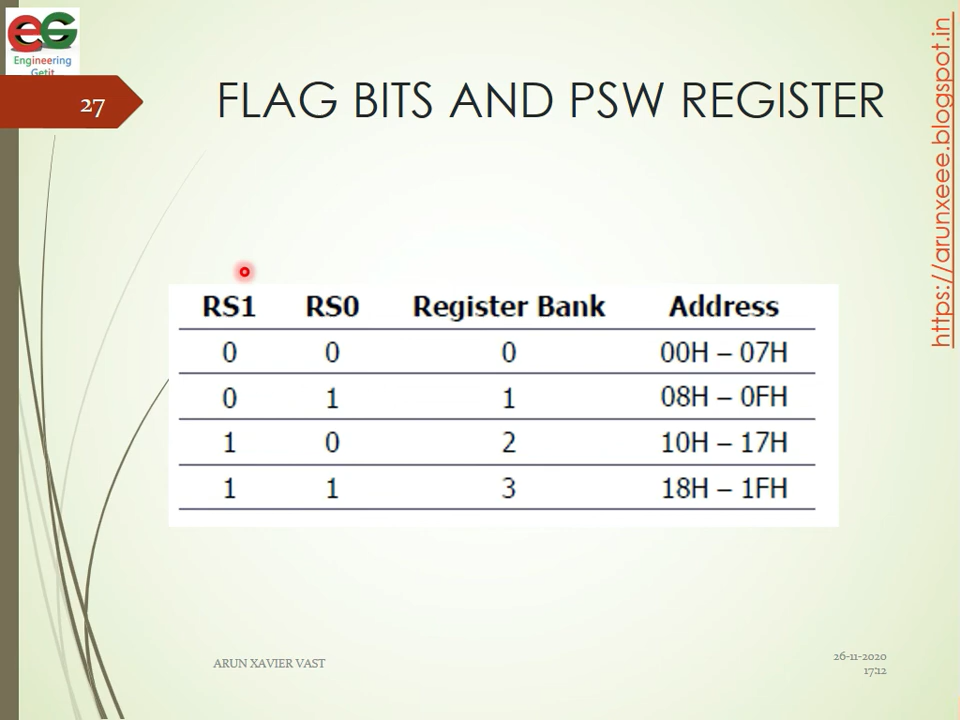 eG
Engineering
Getit
27
FLAG BITS AND PSW REGISTER
https://arunxeee.blogspot.in
RS1 RS0 Register Bank Address
0 0 0 00H – 07H
0 1 1 08H – 0FH
1 0 2 10H – 17H
1 1 3 18H – 1FH
ARUN XAVIER VAST
26-11-2020
17:12